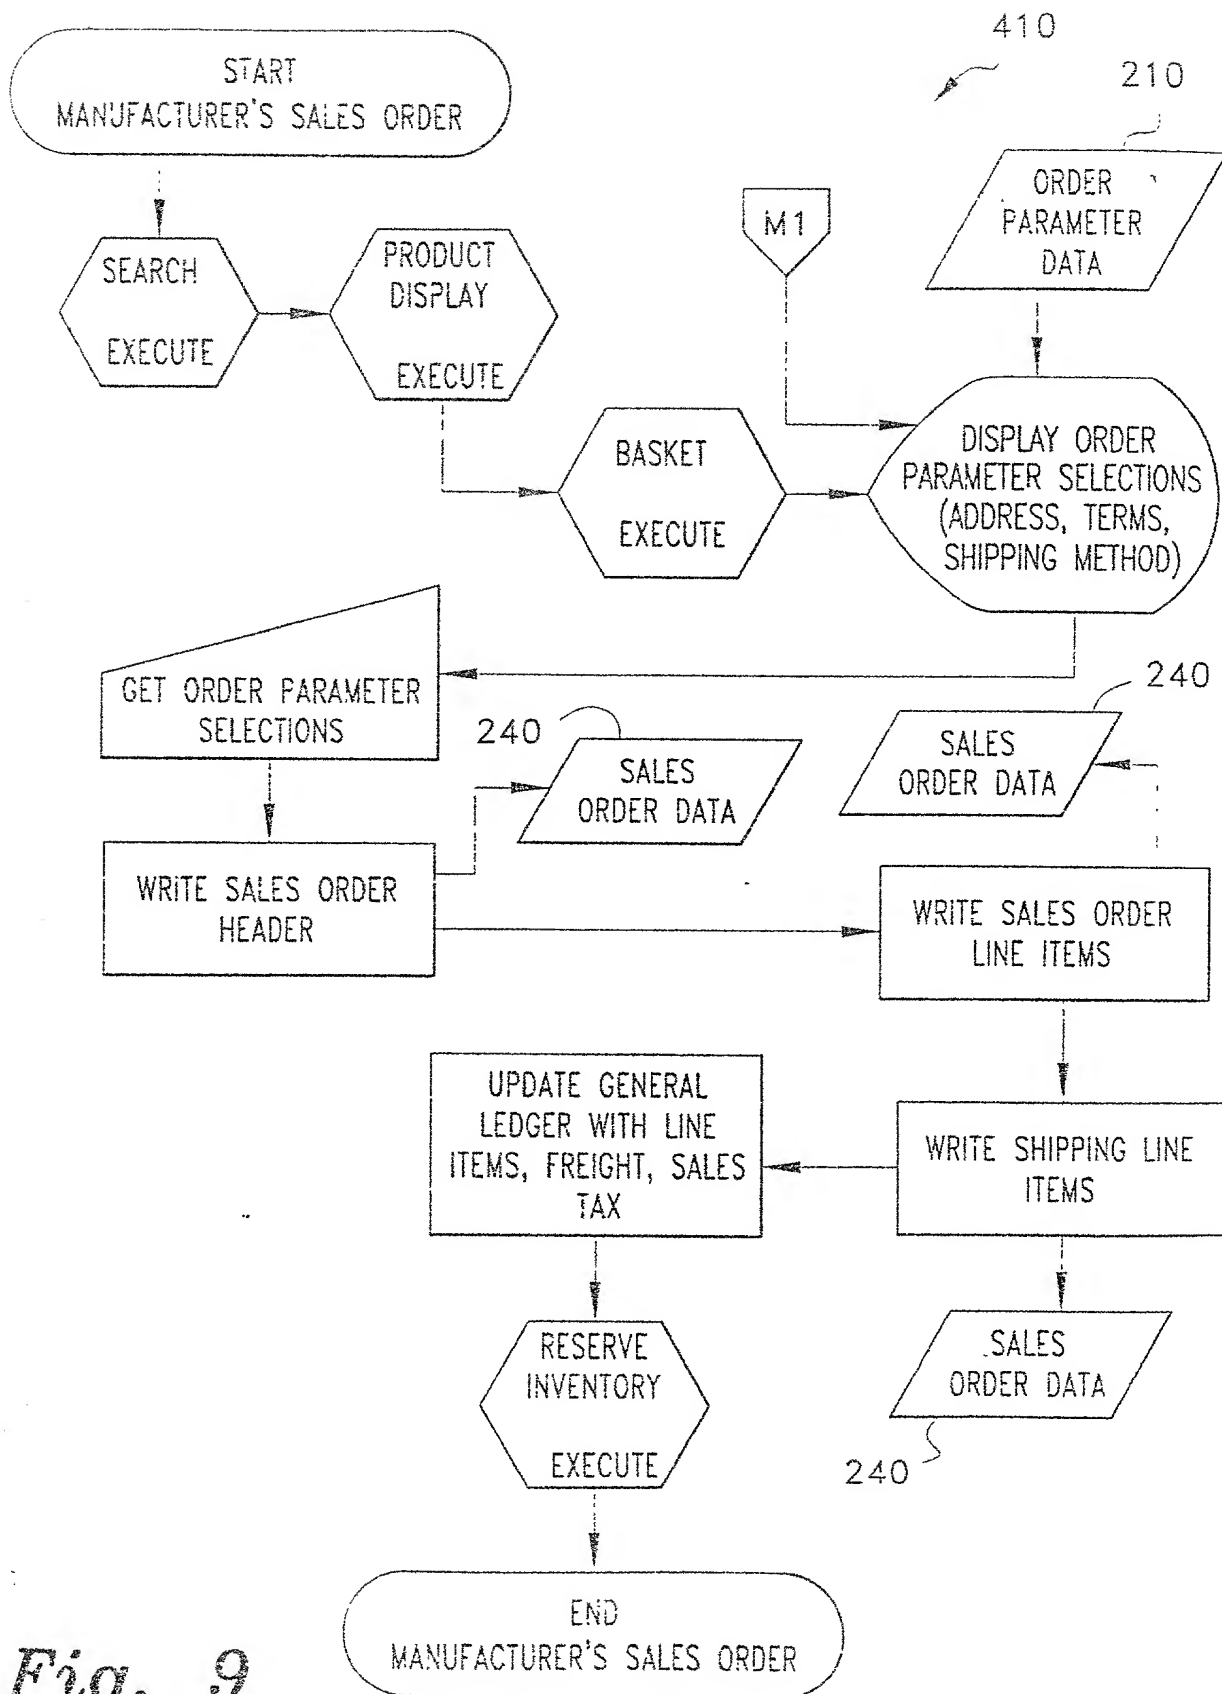 410
210
START
MANUFACTURER'S SALES ORDER
ORDER
PARAMETER
DATA
M1
SEARCH
EXECUTE
PRODUCT
DISPLAY
EXECUTE
BASKET
EXECUTE
DISPLAY ORDER
PARAMETER SELECTIONS
(ADDRESS, TERMS,
SHIPPING METHOD)
GET ORDER PARAMETER
SELECTIONS
240
SALES
ORDER DATA
240
SALES
ORDER DATA
WRITE SALES ORDER
HEADER
WRITE SALES ORDER
LINE ITEMS
UPDATE GENERAL
LEDGER WITH LINE
ITEMS, FREIGHT, SALES
TAX
WRITE SHIPPING LINE
ITEMS
RESERVE
INVENTORY
EXECUTE
SALES
ORDER DATA
240
END
MANUFACTURER'S SALES ORDER
Fig. 9